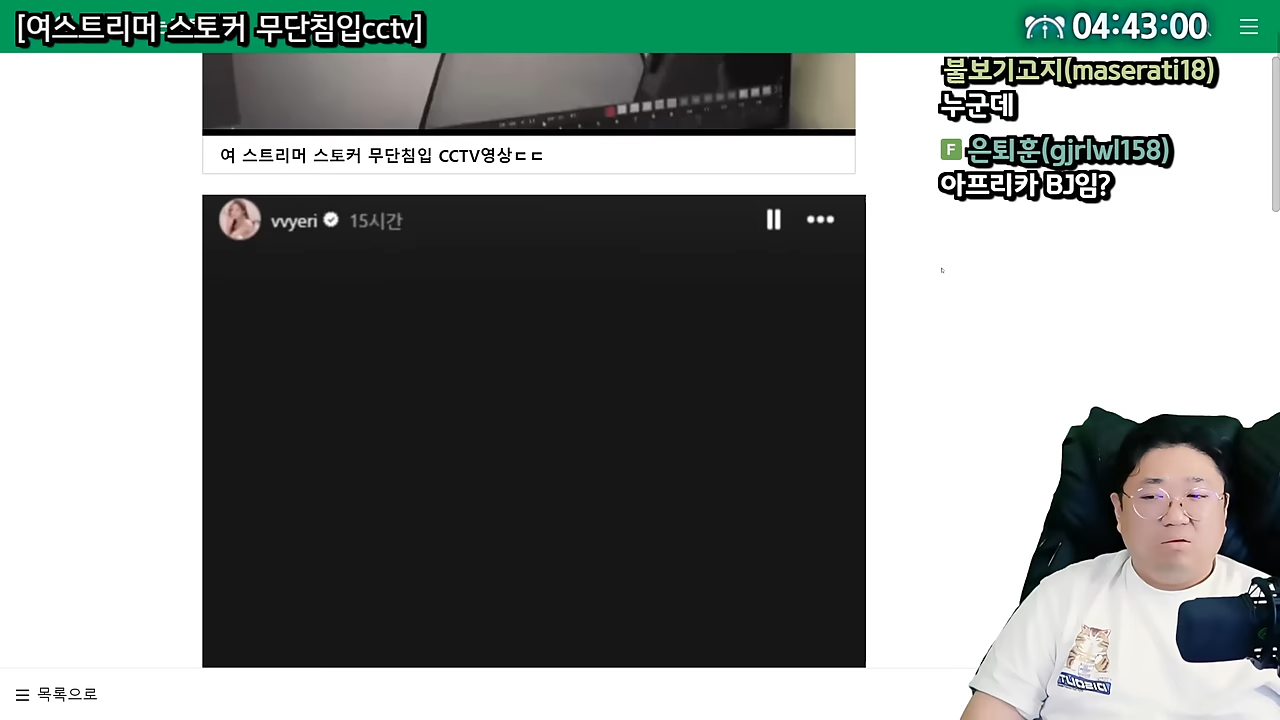 [여스트리머 스토커 무단침입cctv]
04:43:00
불보기고지(maserati18)
누군데
F 은퇴훈(gjrlwl158)
아프리카 BJ임?
여 스트리머 스토커 무단침입 CCTV영상ㄷㄷ
vvyeri 15시간
목록으로